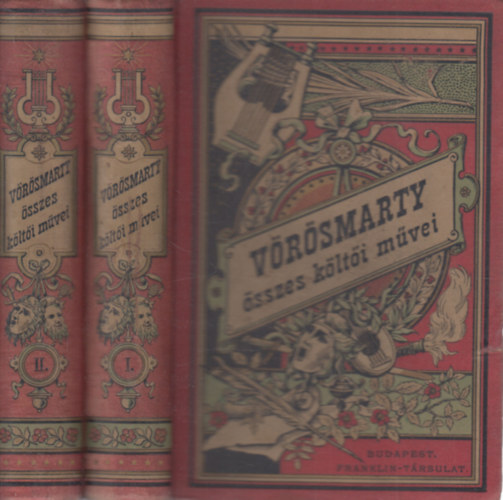 VÖRÖSMARTY
összes
költői művei
II.
VÖRÖSMARTY
összes
költői művei
I.
VÖRÖSMARTY
összes költői művei
BUDAPEST.
FRANKLIN-TÁRSULAT.